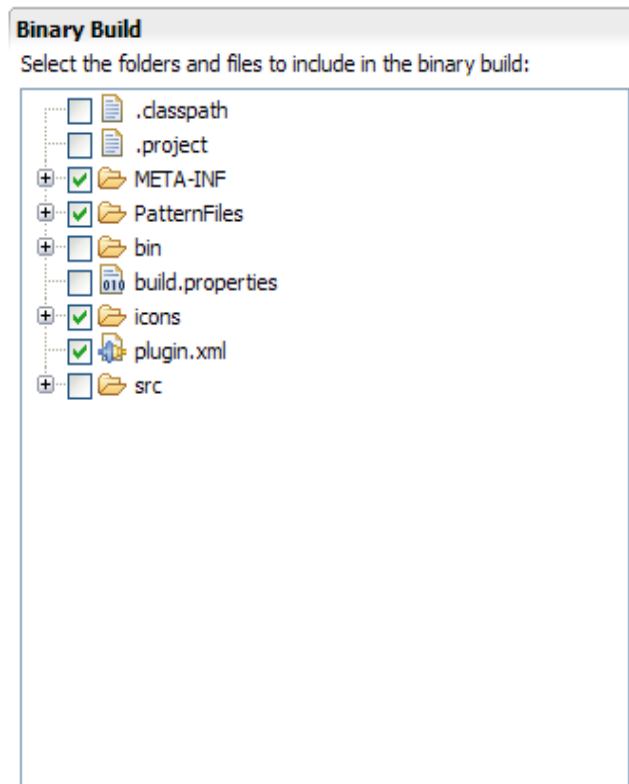 Binary Build
Select the folders and files to include in the binary build:
.classpath
.project
META-INF
PatternFiles
bin
010 build.properties
icons
plugin.xml
src